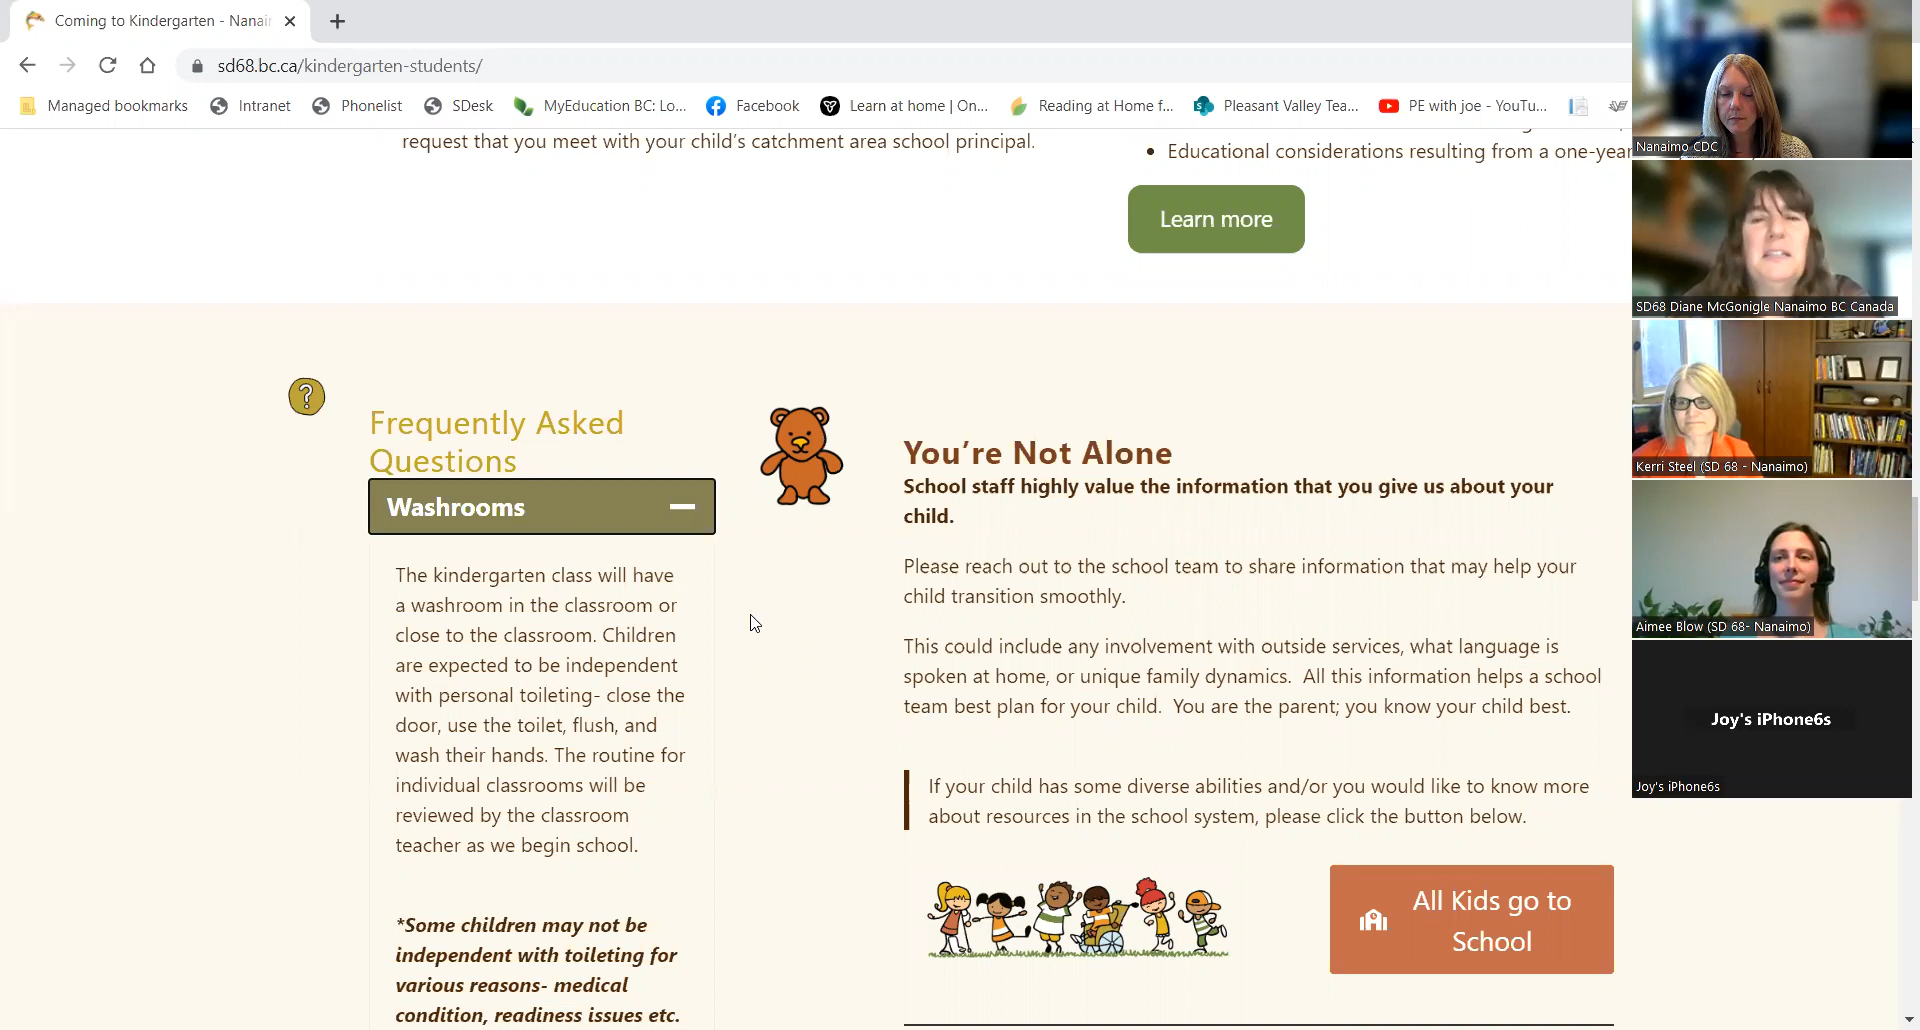 Coming to Kindergarten - Nanai
sd68.bc.ca/kindergarten-students/
Managed bookmarks
Intranet
Phonelist
SDesk
MyEducation BC: Lo...
Facebook
Learn at home | On...
Reading at Home f...
Pleasant Valley Tea...
PE with joe - YouTu...
request that you meet with your child's catchment area school principal.
• Educational considerations resulting from a one-year
Learn more
Frequently Asked
Questions
Washrooms
The kindergarten class will have
a washroom in the classroom or
close to the classroom. Children
are expected to be independent
with personal toileting- close the
door, use the toilet, flush, and
wash their hands. The routine for
individual classrooms will be
reviewed by the classroom
teacher as we begin school.
*Some children may not be
independent with toileting for
various reasons- medical
condition, readiness issues etc.
You're Not Alone
School staff highly value the information that you give us about your
child.
Please reach out to the school team to share information that may help your
child transition smoothly.
This could include any involvement with outside services, what language is
spoken at home, or unique family dynamics. All this information helps a school
team best plan for your child. You are the parent; you know your child best.
If your child has some diverse abilities and/or you would like to know more
about resources in the school system, please click the button below.
All Kids go to
School
Nanaimo CDC
SD68 Diane McGonigle Nanaimo BC Canada
Kerri Steel (SD 68 - Nanaimo)
Aimee Blow (SD 68- Nanaimo)
Joy's iPhone6s
Joy's iPhone6s